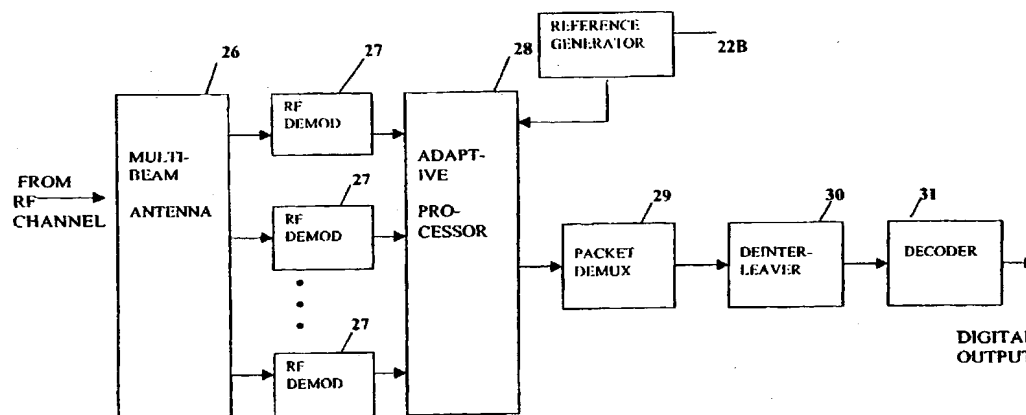 REFERENCE
GENERATOR
22B
26
27
28
RF
DEMOD
MULTI-
BEAM
ANTENNA
ADAPT-
IVE
PRO-
CESSOR
FROM
RF
CHANNEL
27
RF
DEMOD
29
30
31
PACKET
DEMUX
DEINTER-
LEAVER
DECODER
27
RF
DEMOD
DIGITAL
OUTPUT